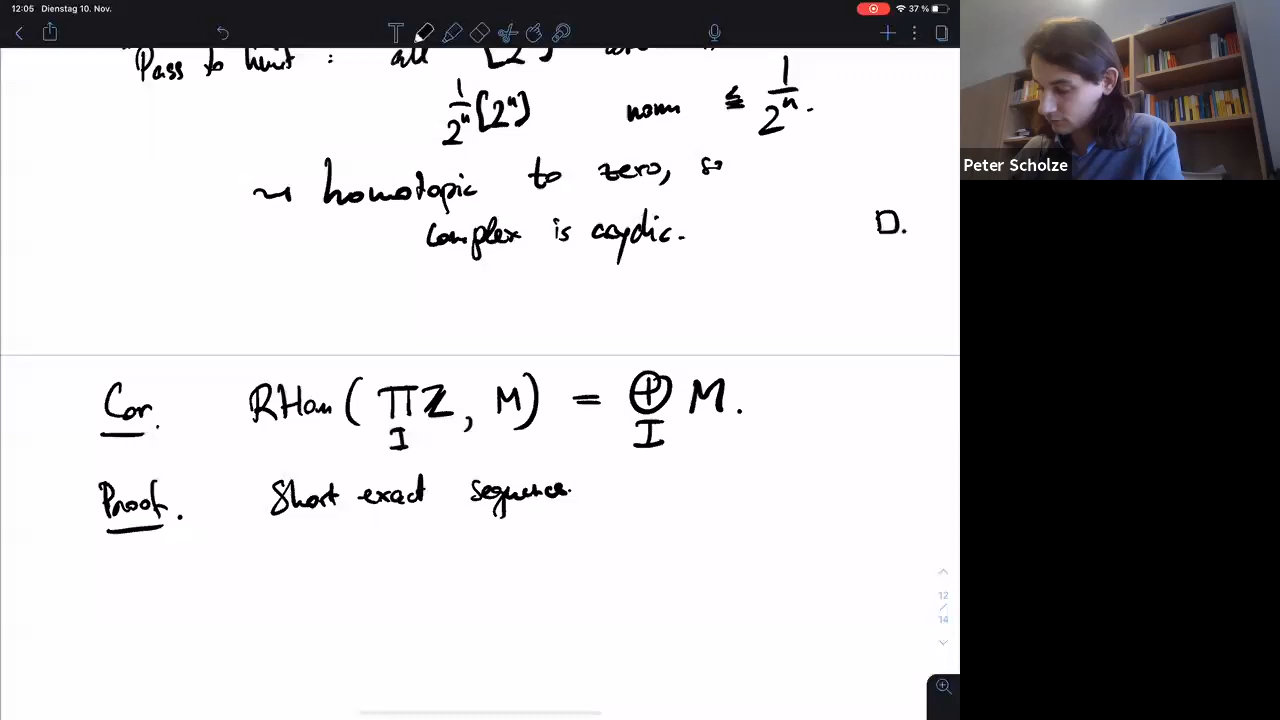 12:05 Dienstag 10. Nov.
37 %
Pass to limit : all
1/2^n [2^n] norm ≤ 1/2^n.
⇝ homotopic to zero, so
complex is acyclic. □.
Peter Scholze
Cor. RHom ( ∏_I ℤ, M) = ⊕_I M.
Proof. Short exact sequence.
12
/
14